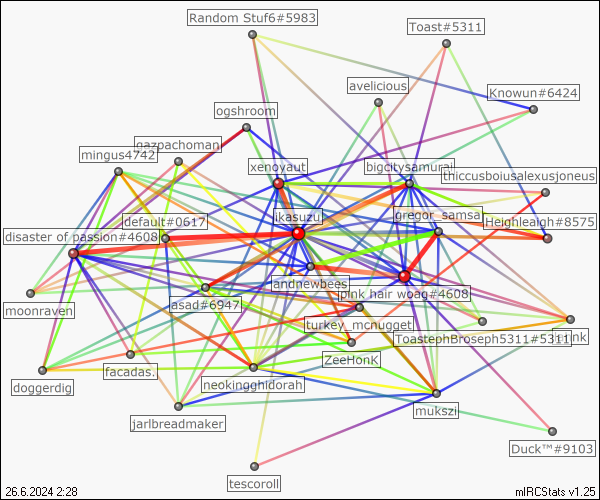 Random Stuf6#5983
Toast#5311
avelicious
Knowun#6424
ogshroom
gazpachoman
mingus4742
xenoyaut
bigcitysamurai
thiccusboiusalexusjoneus
default#0617
ikasuzu
gregor_samsa
Heighleaigh#8575
disaster of passion#4608
andnewbees
pink hair woag#4608
moonraven
asad#6947
turkey_mcnugget
ToastephBroseph5311#5311
ZeeHonK
doggerdig
facadas.
neokingghidorah
jarlbreadmaker
mukszi
Duck™#9103
tescoroll
26.6.2024 2:28
mIRCStats v1.25